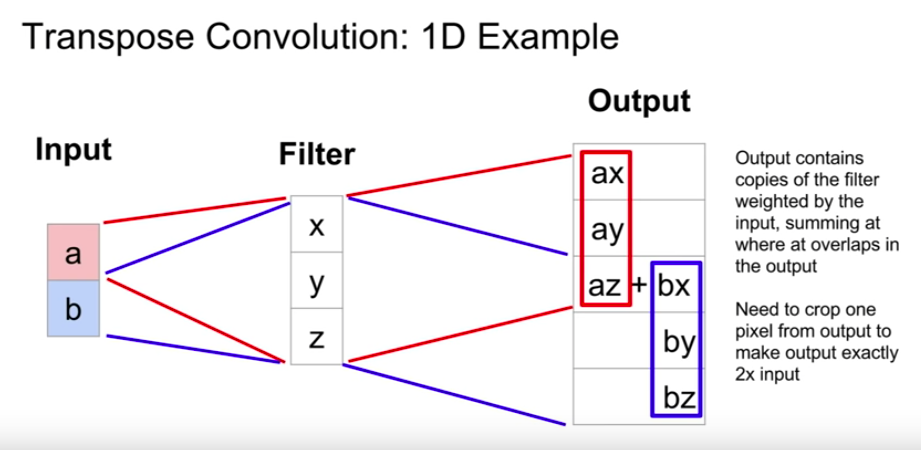 Transpose Convolution: 1D Example
Input
a
b
Filter
x
y
z
Output
ax
ay
az + bx
by
bz
Output contains
copies of the filter
weighted by the
input, summing at
where at overlaps in
the output
Need to crop one
pixel from output to
make output exactly
2x input